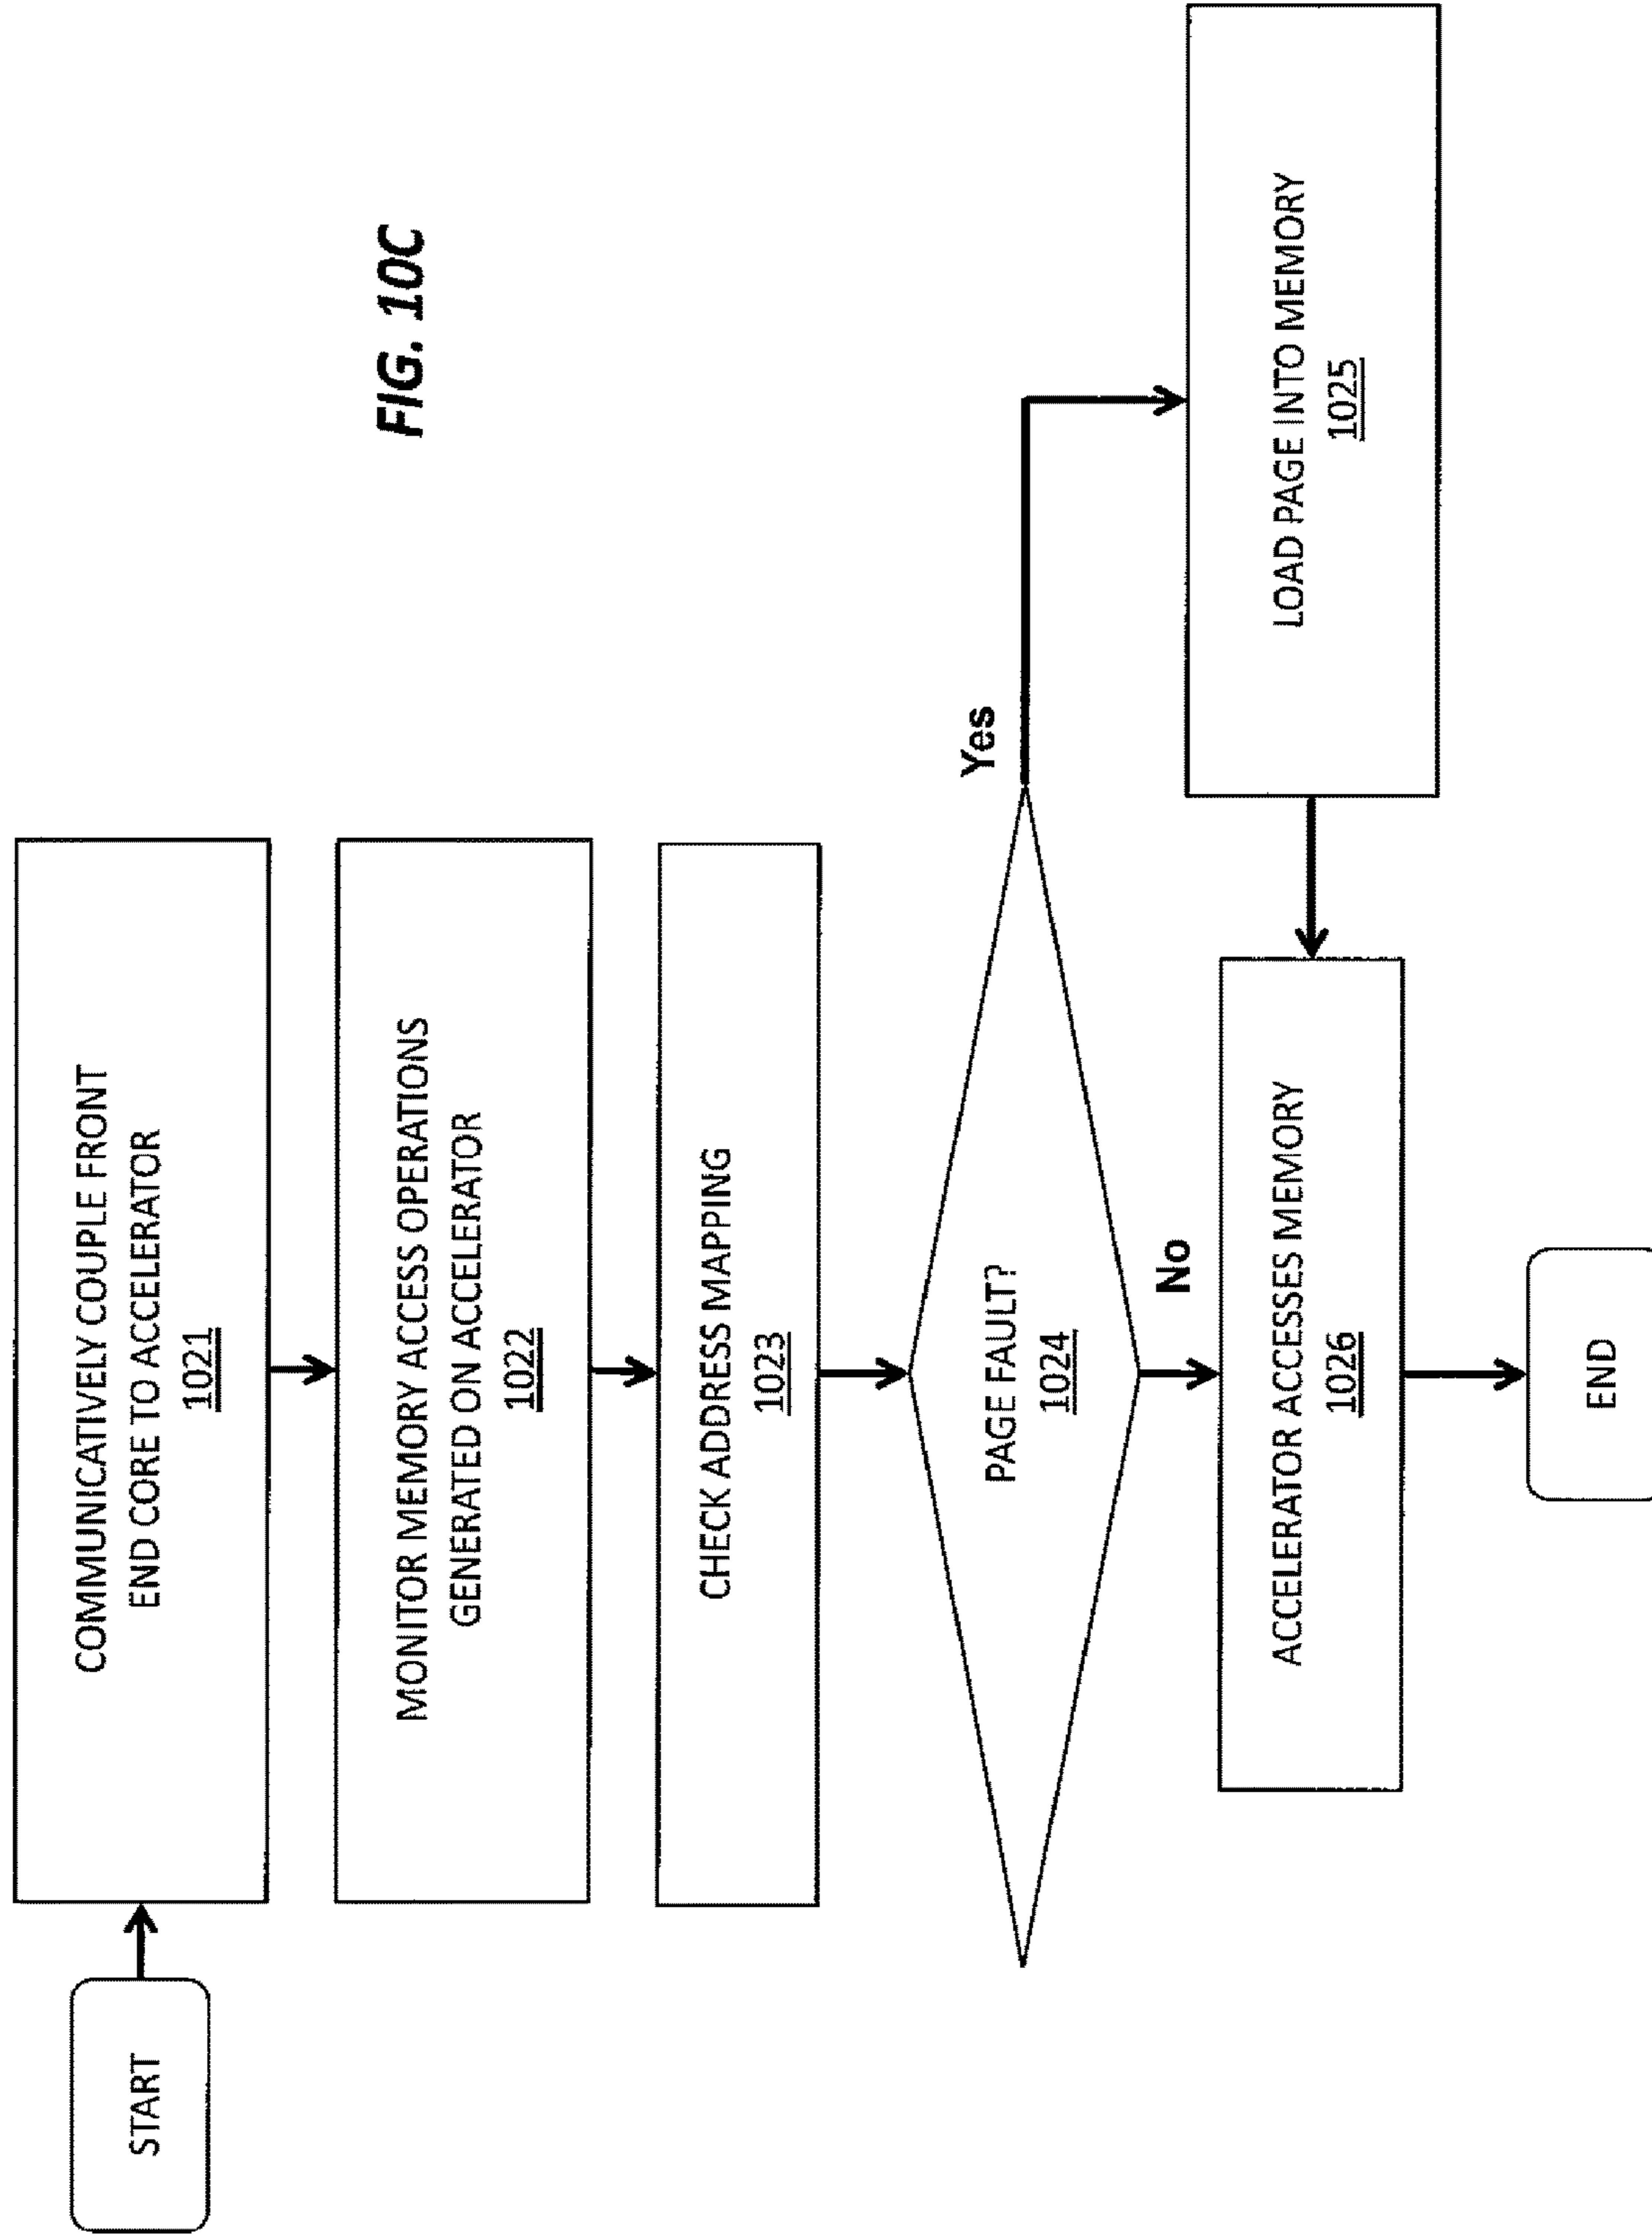 FIG. 10C
START
COMMUNICATIVELY COUPLE FRONT
END CORE TO ACCELERATOR
1021
MONITOR MEMORY ACCESS OPERATIONS
GENERATED ON ACCELERATOR
1022
CHECK ADDRESS MAPPING
1023
PAGE FAULT?
1024
Yes
No
LOAD PAGE INTO MEMORY
1025
ACCELERATOR ACCESSES MEMORY
1026
END